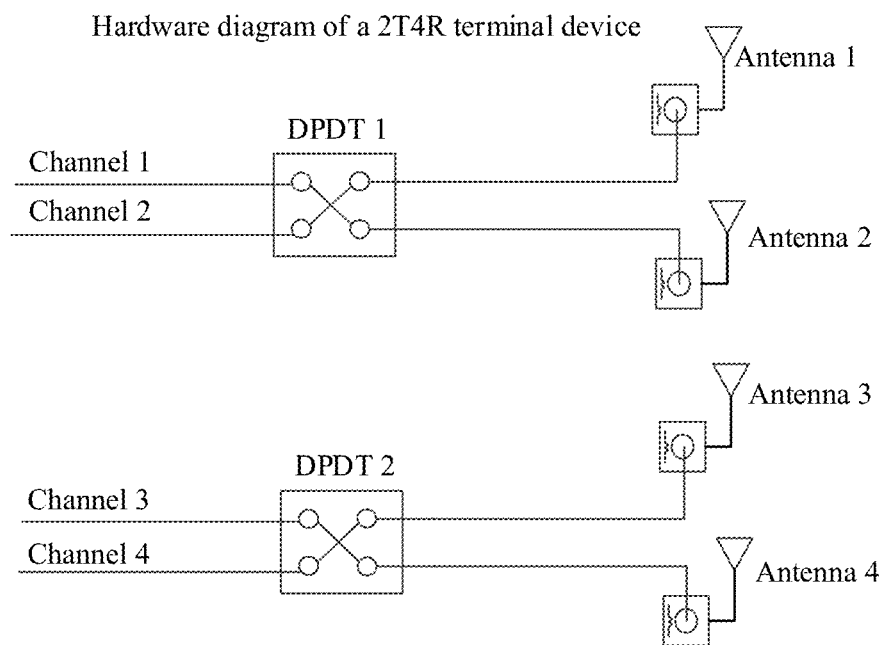 Hardware diagram of a 2T4R terminal device
Antenna 1
DPDT 1
Channel 1
Channel 2
Antenna 2
Antenna 3
DPDT 2
Channel 3
Channel 4
Antenna 4